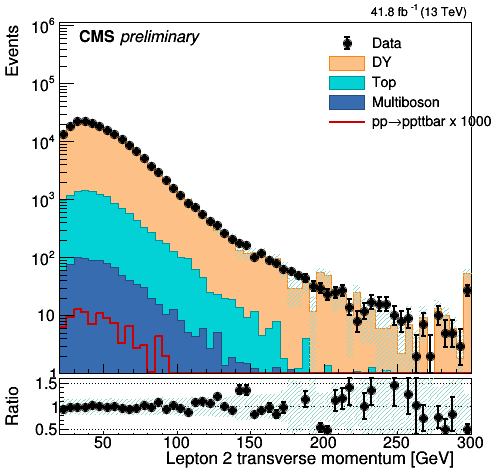 41.8 fb⁻¹ (13 TeV)
CMS preliminary
Events
10⁶
10⁵
10⁴
10³
10²
10
1
Data
DY
Top
Multiboson
pp→ppttbar x 1000
Ratio
1.5
1
0.5
50 100 150 200 250 300
Lepton 2 transverse momentum [GeV]